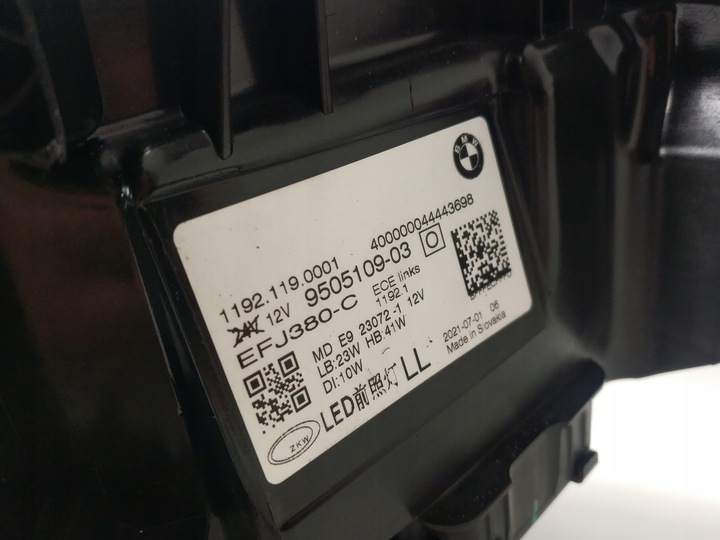 BMW
1192.119.0001 400000044443698
24V 12V 9505109-03
EFJ380-C ECE links
1192.1
MD E9 23072-1 12V
LB:23W HB:41W
DI:10W
2021-07-01 06
Made in Slovakia
LED前照灯 LL
ZKW